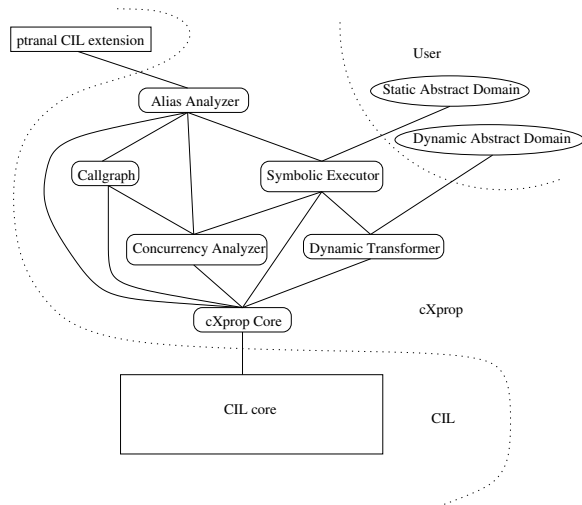 ptranal CIL extension
User
Static Abstract Domain
Alias Analyzer
Dynamic Abstract Domain
Callgraph
Symbolic Executor
Concurrency Analyzer
Dynamic Transformer
cXprop
cXprop Core
CIL core
CIL